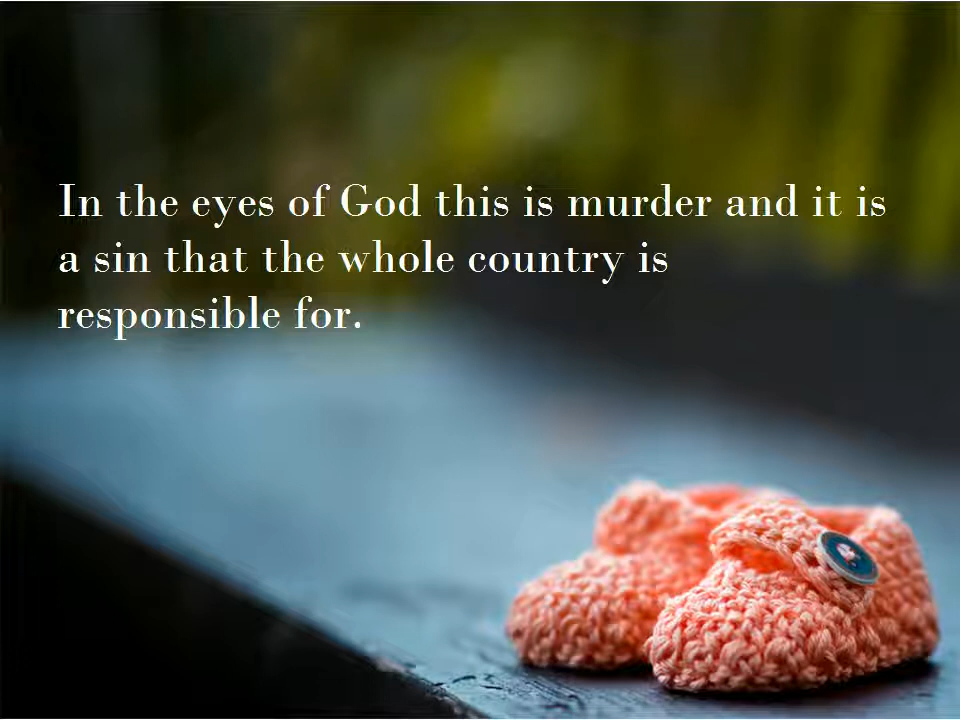 In the eyes of God this is murder and it is
a sin that the whole country is
responsible for.